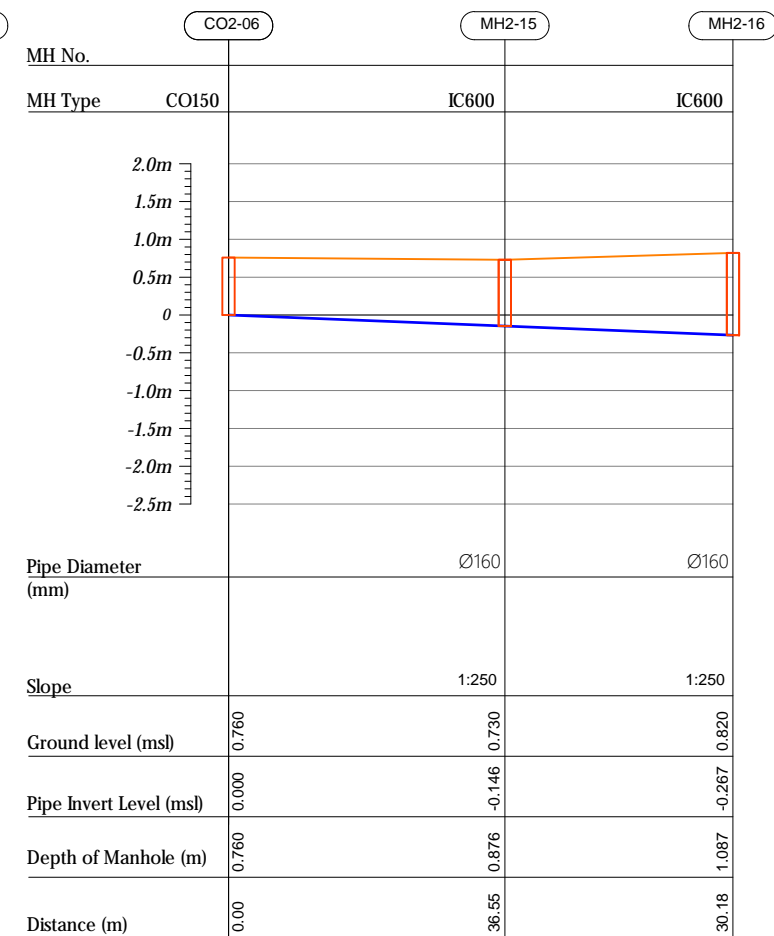 CO2-06 MH2-15 MH2-16
MH No.
MH Type CO150 IC600 IC600
2.0m
1.5m
1.0m
0.5m
0
-0.5m
-1.0m
-1.5m
-2.0m
-2.5m
Pipe Diameter Ø160 Ø160
(mm)
Slope 1:250 1:250
Ground level (msl) 0.760 0.730 0.820
Pipe Invert Level (msl) 0.000 -0.146 -0.267
Depth of Manhole (m) 0.760 0.876 1.087
Distance (m) 0.00 36.55 30.18